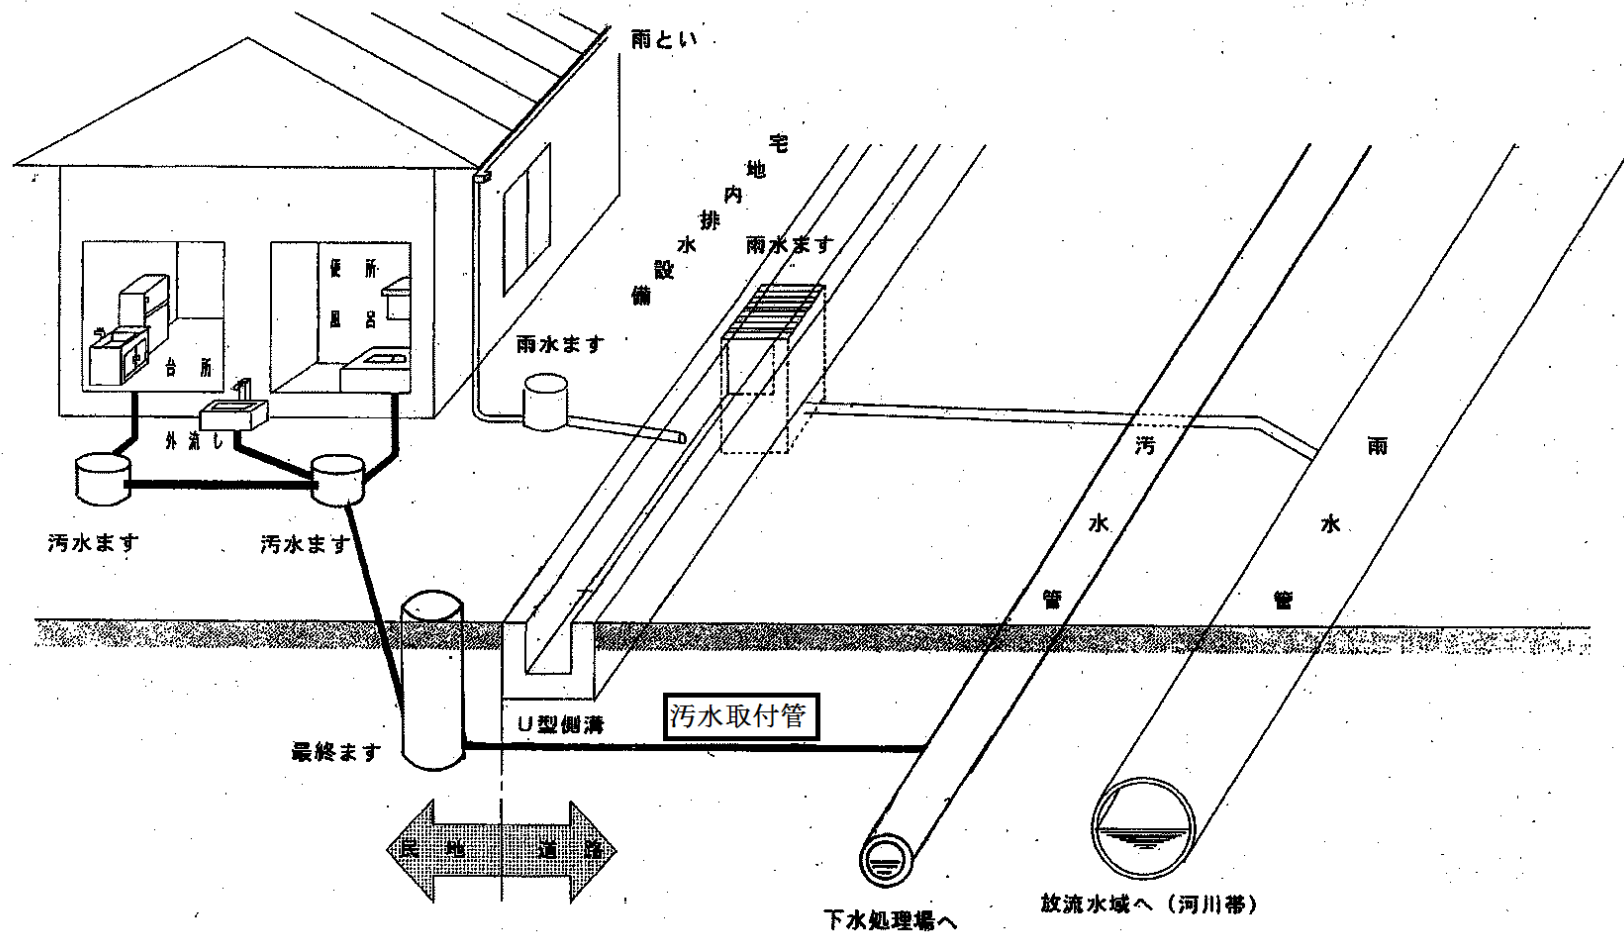 雨とい
宅地内排水設備
雨水ます
便所
風呂
雨水ます
台所
外流し
汚水管
雨水管
汚水ます
汚水ます
汚水取付管
U型側溝
最終ます
民地
道路
放流水域へ(河川帯)
下水処理場へ